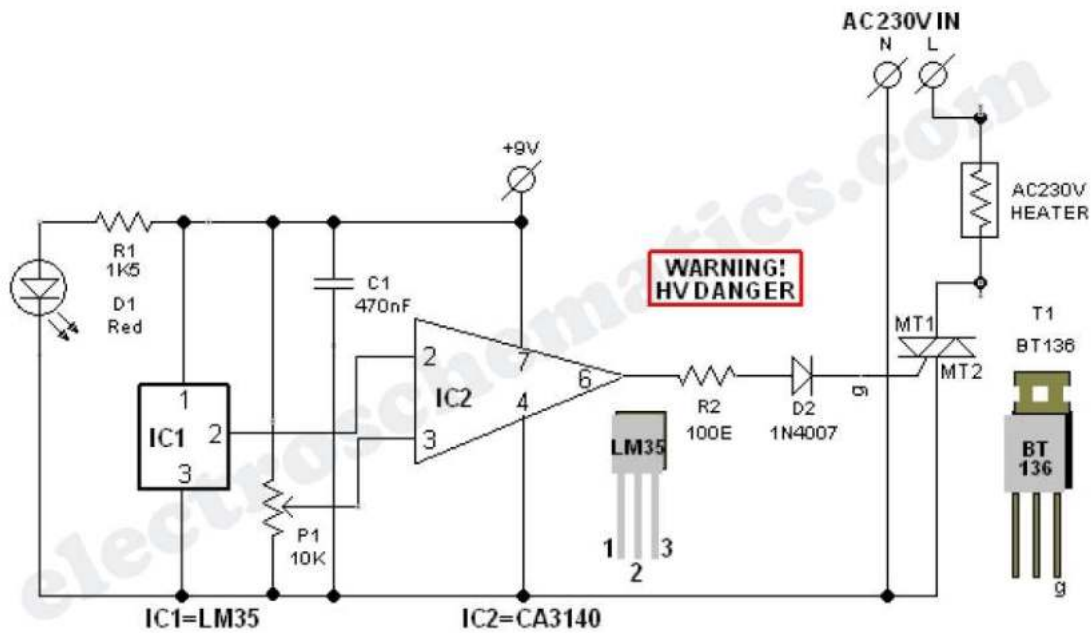 AC 230V IN
N L
+9V
R1
1K5
D1
Red
C1
470nF
WARNING!
HV DANGER
AC230V
HEATER
MT1
MT2
T1
BT136
1
IC1 2
3
2
7
IC2
6
4
3
P1
10K
R2
100E
D2
1N4007
g
LM35
1 3
2
BT
136
g
IC1=LM35
IC2=CA3140
electroschematics.com